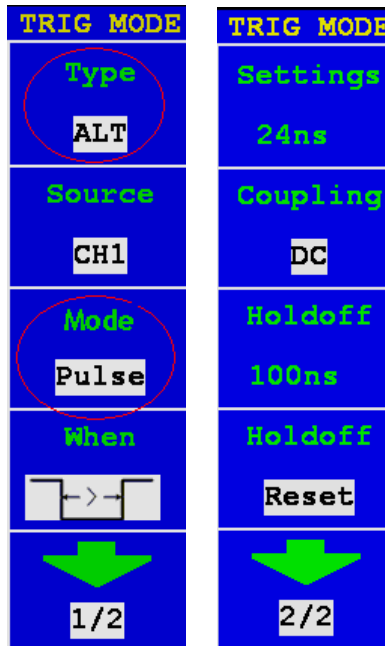 TRIG MODE
Type
ALT
Source
CH1
Mode
Pulse
When
>
1/2
TRIG MODE
Settings
24ns
Coupling
DC
Holdoff
100ns
Holdoff
Reset
2/2